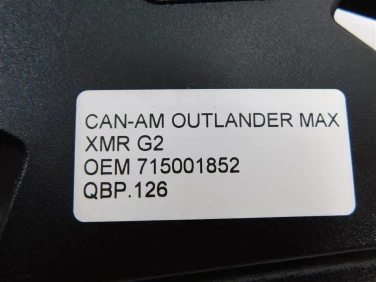 CAN-AM OUTLANDER MAX
XMR G2
OEM 715001852
QBP.126